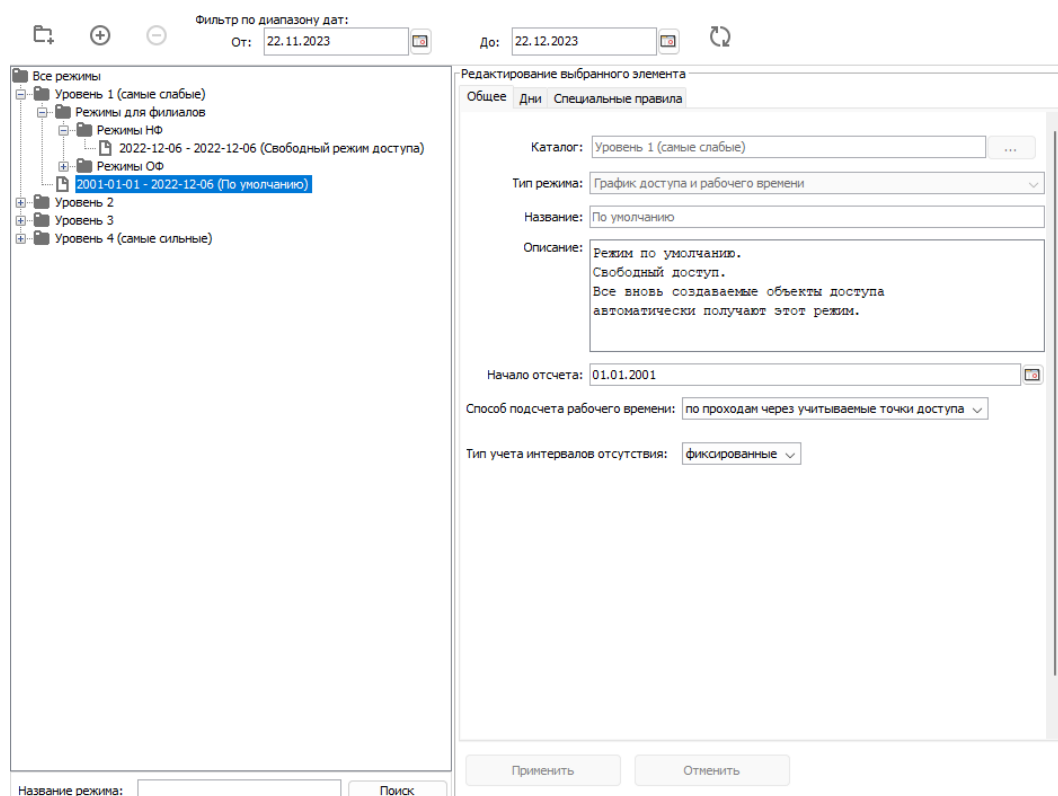 Фильтр по диапазону дат:
От: 22.11.2023
До: 22.12.2023
Все режимы
Уровень 1 (самые слабые)
Режимы для филиалов
Режимы НФ
2022-12-06 - 2022-12-06 (Свободный режим доступа)
Режимы ОФ
2001-01-01 - 2022-12-06 (По умолчанию)
Уровень 2
Уровень 3
Уровень 4 (самые сильные)
Название режима:
Поиск
Редактирование выбранного элемента
Общее Дни Специальные правила
Каталог: Уровень 1 (самые слабые) ...
Тип режима: График доступа и рабочего времени
Название: По умолчанию
Описание: Режим по умолчанию.
Свободный доступ.
Все вновь создаваемые объекты доступа
автоматически получают этот режим.
Начало отсчета: 01.01.2001
Способ подсчета рабочего времени: по проходам через учитываемые точки доступа
Тип учета интервалов отсутствия: фиксированные
Применить Отменить